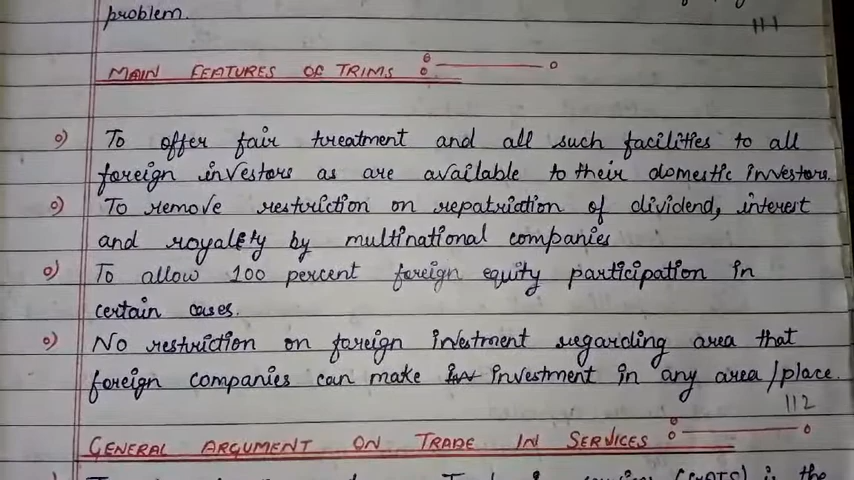 problem.
111
MAIN FEATURES OF TRIMS
o) To offer fair treatment and all such facilities to all
foreign investors as are available to their domestic investors.
o) To remove restriction on repatriation of dividend, interest
and royalty by multinational companies
o) To allow 100 percent foreign equity participation in
certain cases.
o) No restriction on foreign investment regarding area that
foreign companies can make investment in any area/place.
112
GENERAL ARGUMENT ON TRADE IN SERVICES
is the